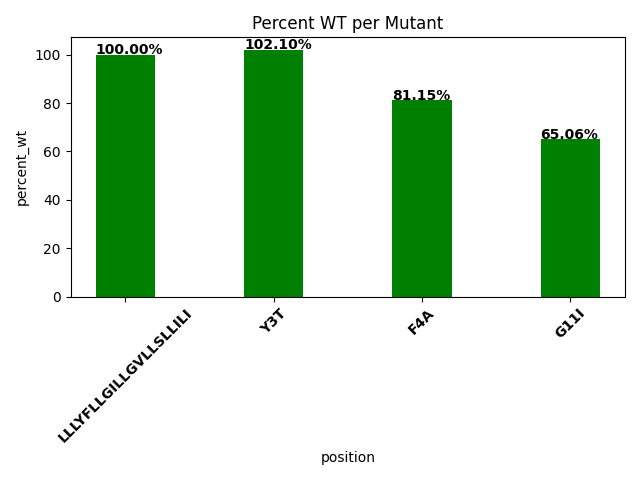 Percent WT per Mutant
percent_wt
100
80
60
40
20
0
100.00%
102.10%
81.15%
65.06%
LLLYFLLGILLGVLLSLLILI
Y3T
F4A
G11I
position